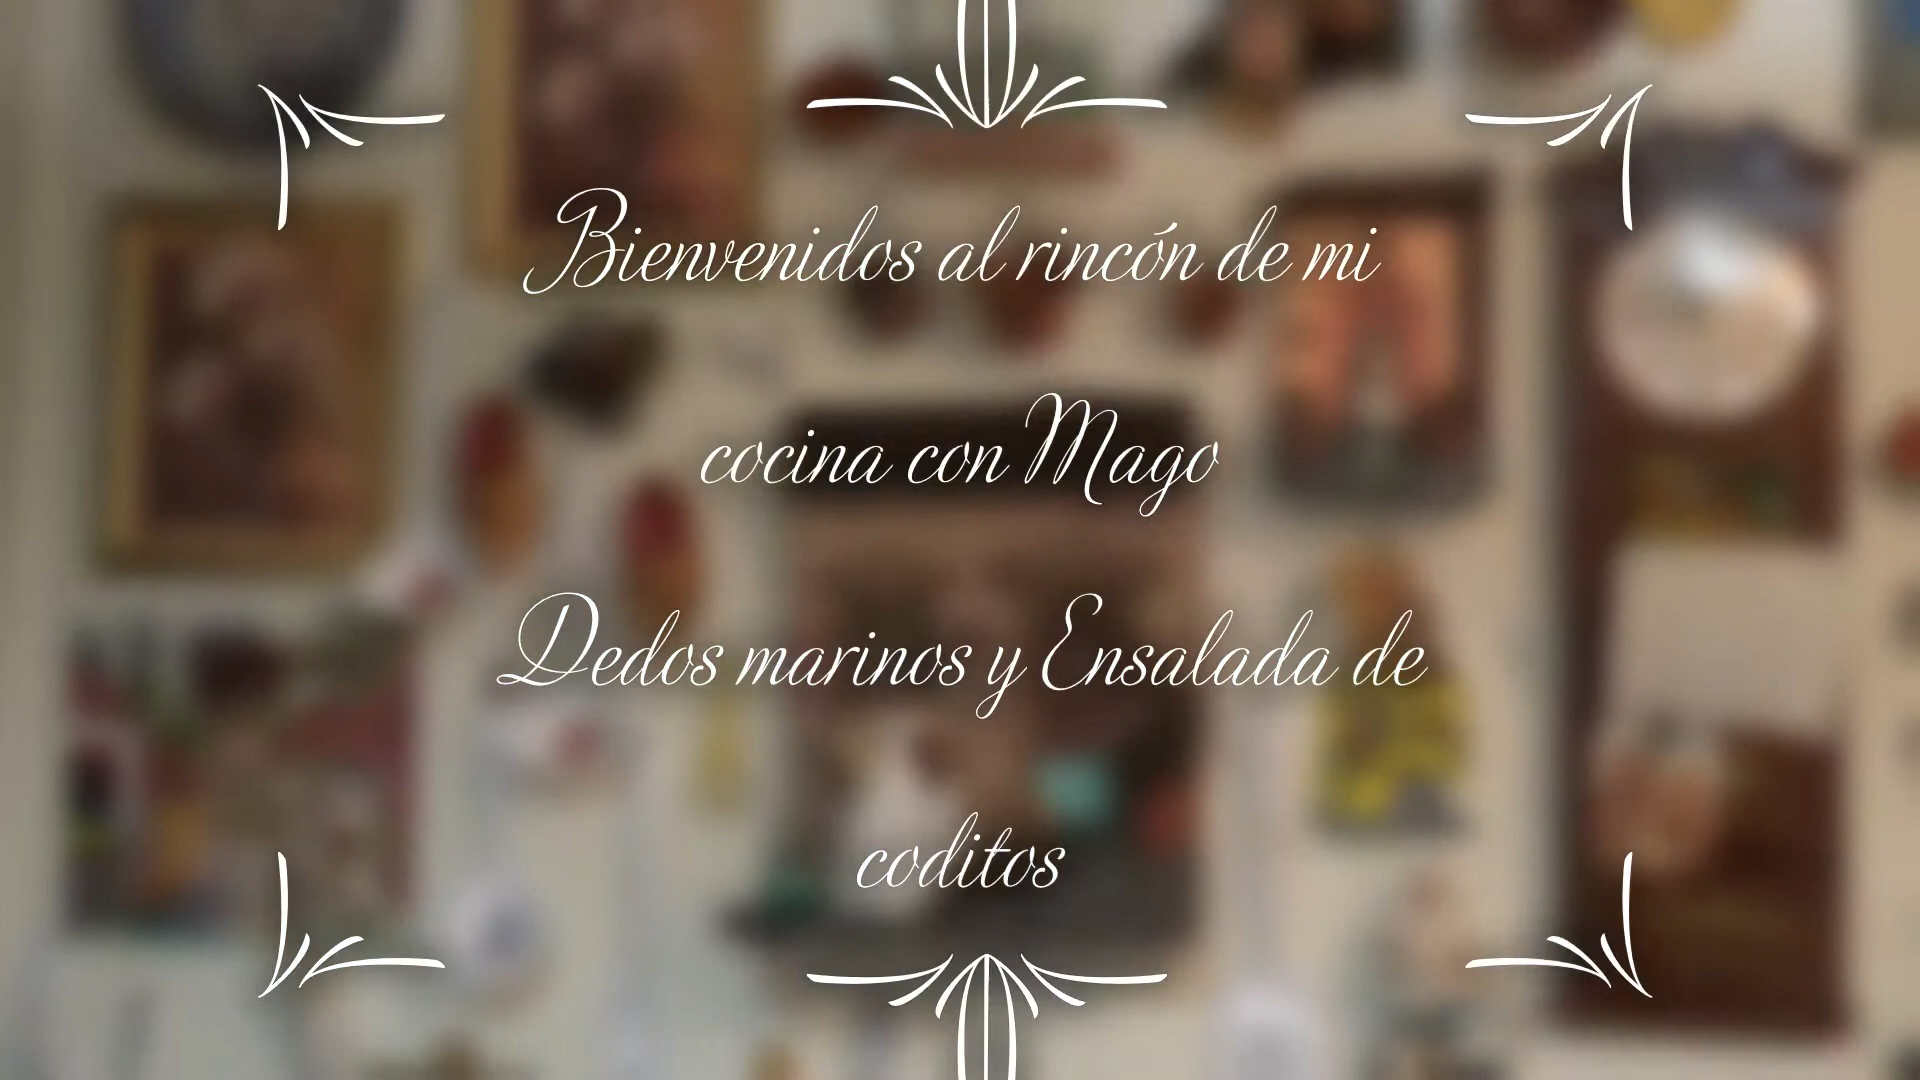 Bienvenidos al rincón de mi
cocina con Mago
Dedos marinos y Ensalada de
coditos